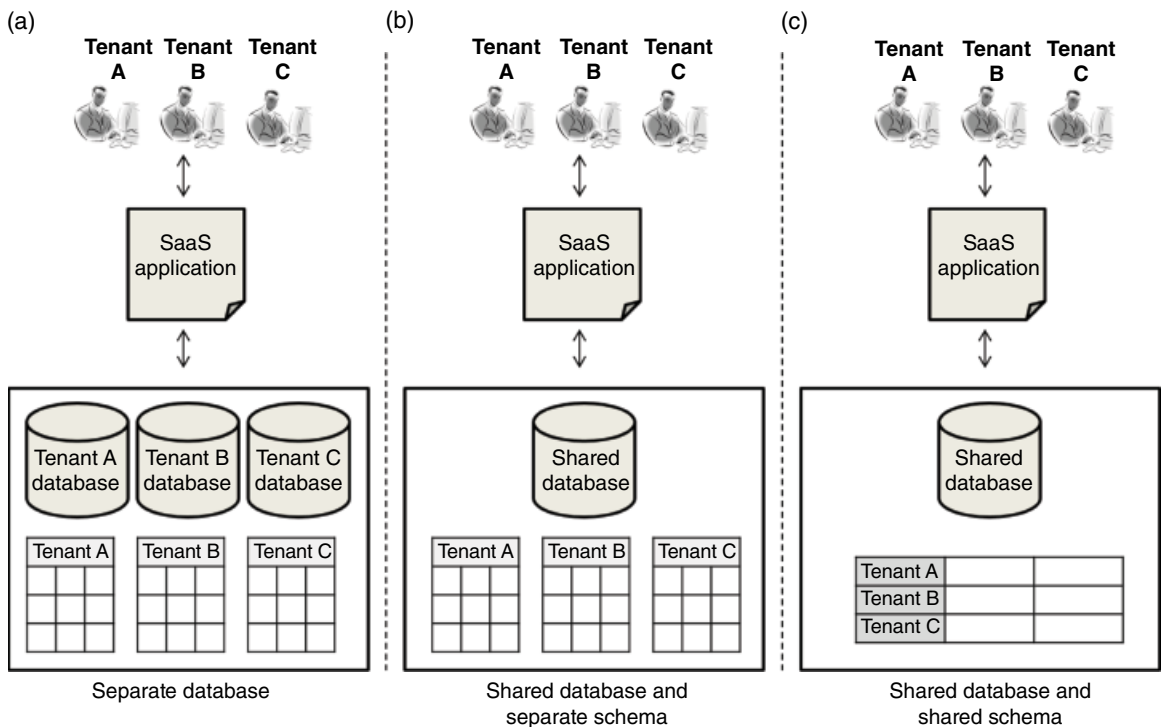 (a)
Tenant A
Tenant B
Tenant C
SaaS
application
Tenant A
database
Tenant B
database
Tenant C
database
Tenant A
Tenant B
Tenant C
Separate database
(b)
Tenant A
Tenant B
Tenant C
SaaS
application
Shared
database
Tenant A
Tenant B
Tenant C
Shared database and
separate schema
(c)
Tenant A
Tenant B
Tenant C
SaaS
application
Shared
database
Tenant A
Tenant B
Tenant C
Shared database and
shared schema